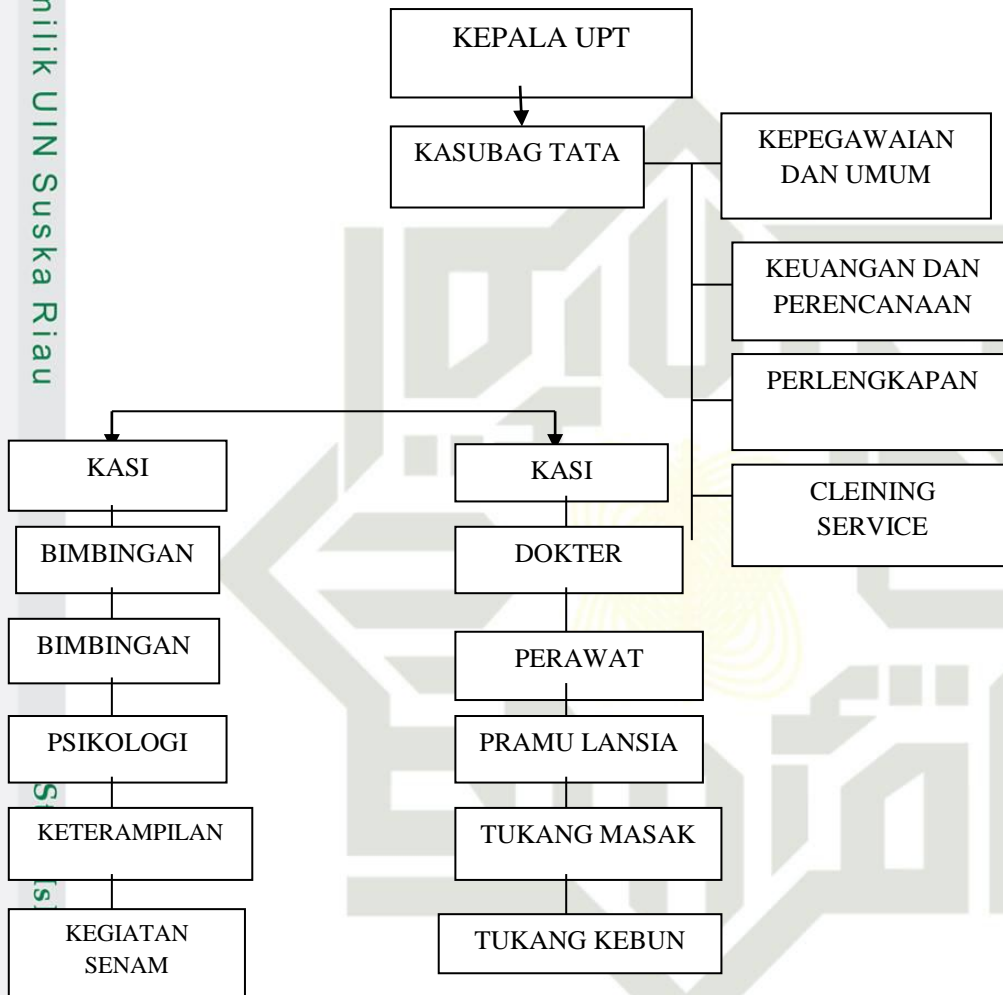 milik UIN Suska Riau
KEPALA UPT
KASUBAG TATA
KEPEGAWAIAN
DAN UMUM
KEUANGAN DAN
PERENCANAAN
PERLENGKAPAN
CLEINING
SERVICE
KASI
BIMBINGAN
BIMBINGAN
PSIKOLOGI
KETERAMPILAN
KEGIATAN
SENAM
KASI
DOKTER
PERAWAT
PRAMU LANSIA
TUKANG MASAK
TUKANG KEBUN